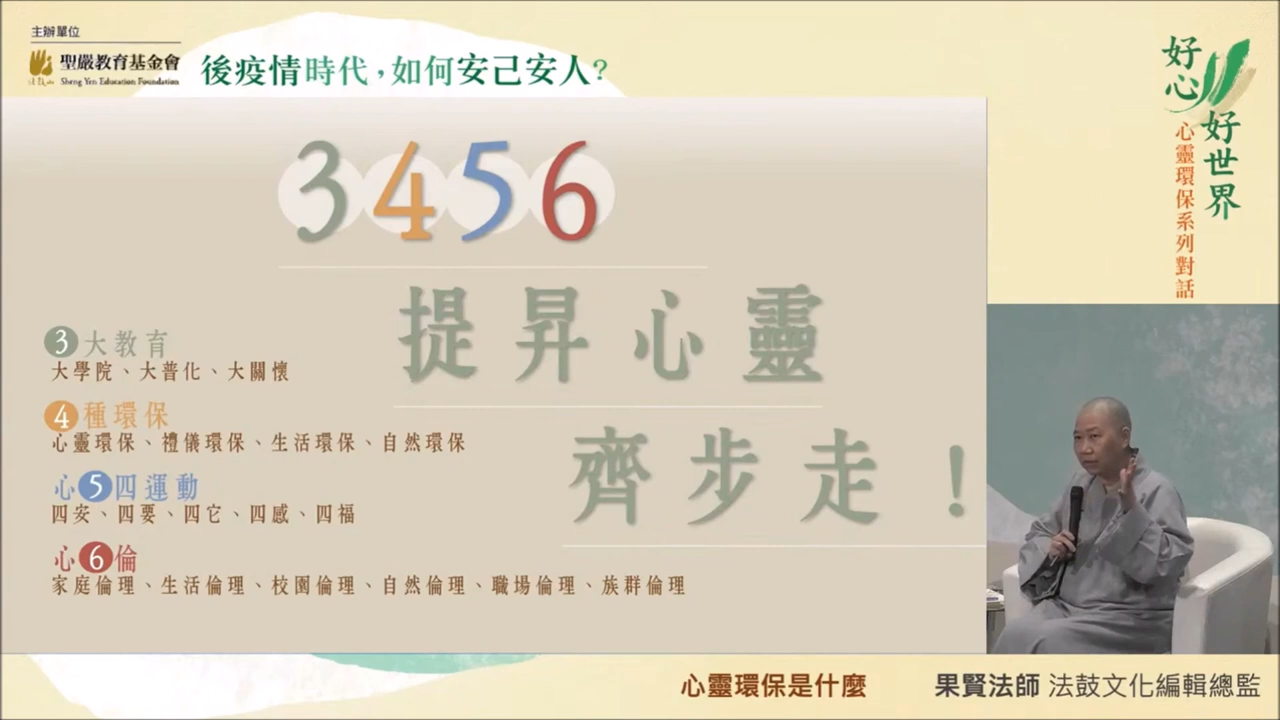 主辦單位
聖嚴教育基金會
Sheng Yen Education Foundation
後疫情時代，如何安己安人？
好心
好世界
心靈環保系列對話
3456
提昇心靈
齊步走！
3大教育
大學院、大普化、大關懷
4種環保
心靈環保、禮儀環保、生活環保、自然環保
心5四運動
四安、四要、四它、四感、四福
心6倫
家庭倫理、生活倫理、校園倫理、自然倫理、職場倫理、族群倫理
心靈環保是什麼
果賢法師 法鼓文化編輯總監